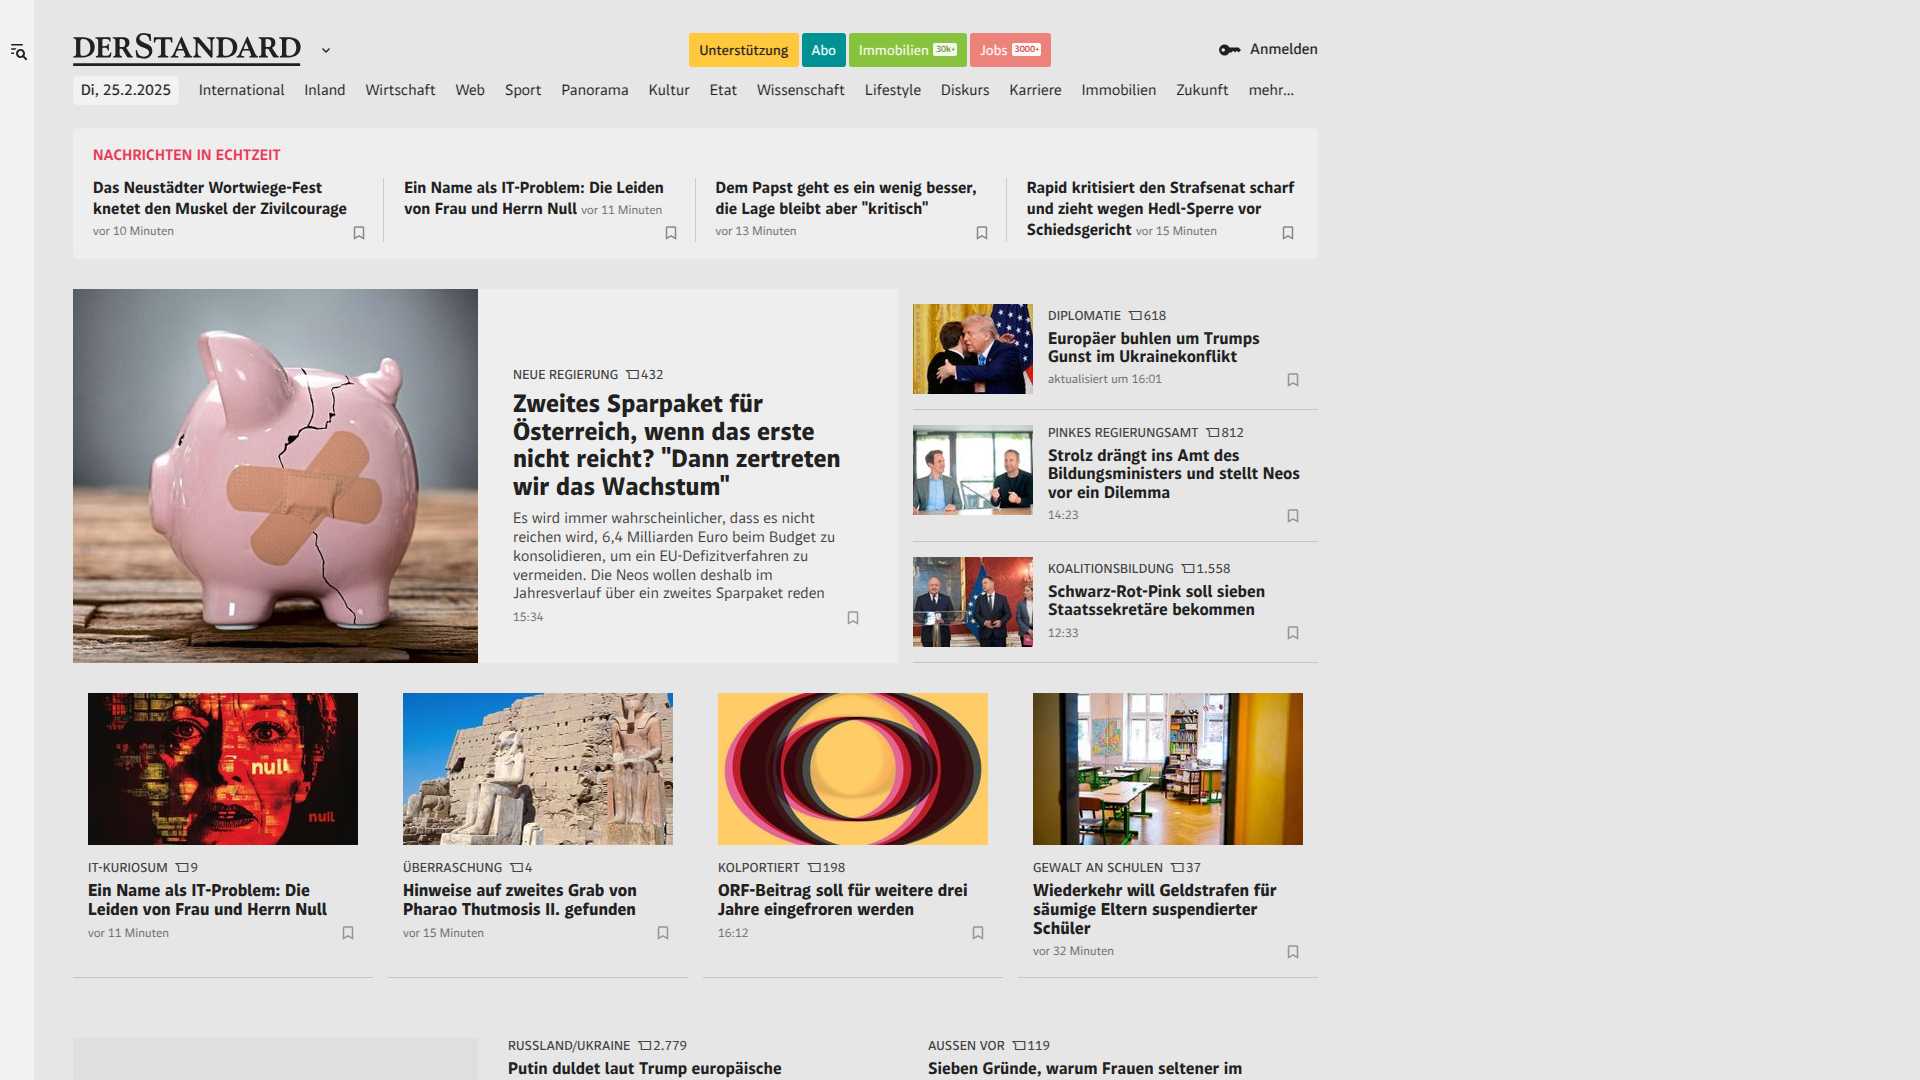 DERSTANDARD
Unterstützung
Abo
Immobilien 30k+
Jobs 3000+
Anmelden
Di, 25.2.2025
International
Inland
Wirtschaft
Web
Sport
Panorama
Kultur
Etat
Wissenschaft
Lifestyle
Diskurs
Karriere
Immobilien
Zukunft
mehr...
NACHRICHTEN IN ECHTZEIT
Das Neustädter Wortwiege-Fest
knetet den Muskel der Zivilcourage
vor 10 Minuten
Ein Name als IT-Problem: Die Leiden
von Frau und Herrn Null vor 11 Minuten
Dem Papst geht es ein wenig besser,
die Lage bleibt aber "kritisch"
vor 13 Minuten
Rapid kritisiert den Strafsenat scharf
und zieht wegen Hedl-Sperre vor
Schiedsgericht vor 15 Minuten
NEUE REGIERUNG 432
Zweites Sparpaket für
Österreich, wenn das erste
nicht reicht? "Dann zertreten
wir das Wachstum"
Es wird immer wahrscheinlicher, dass es nicht
reichen wird, 6,4 Milliarden Euro beim Budget zu
konsolidieren, um ein EU-Defizitverfahren zu
vermeiden. Die Neos wollen deshalb im
Jahresverlauf über ein zweites Sparpaket reden
15:34
DIPLOMATIE 618
Europäer buhlen um Trumps
Gunst im Ukrainekonflikt
aktualisiert um 16:01
PINKES REGIERUNGSAMT 812
Strolz drängt ins Amt des
Bildungsministers und stellt Neos
vor ein Dilemma
14:23
KOALITIONSBILDUNG 1.558
Schwarz-Rot-Pink soll sieben
Staatssekretäre bekommen
12:33
null
null
IT-KURIOSUM 9
Ein Name als IT-Problem: Die
Leiden von Frau und Herrn Null
vor 11 Minuten
ÜBERRASCHUNG 4
Hinweise auf zweites Grab von
Pharao Thutmosis II. gefunden
vor 15 Minuten
KOLPORTIERT 198
ORF-Beitrag soll für weitere drei
Jahre eingefroren werden
16:12
GEWALT AN SCHULEN 37
Wiederkehr will Geldstrafen für
säumige Eltern suspendierter
Schüler
vor 32 Minuten
RUSSLAND/UKRAINE 2.779
Putin duldet laut Trump europäische
AUSSEN VOR 119
Sieben Gründe, warum Frauen seltener im